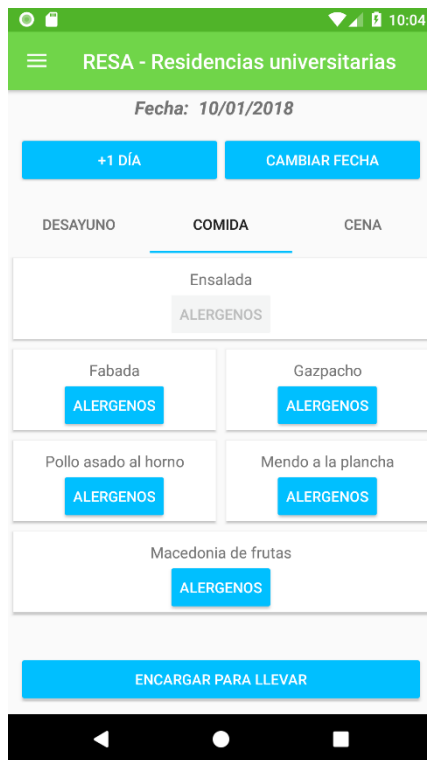 10:04
RESA - Residencias universitarias
Fecha: 10/01/2018
+1 DÍA
CAMBIAR FECHA
DESAYUNO
COMIDA
CENA
Ensalada
ALERGENOS
Fabada
Gazpacho
ALERGENOS
ALERGENOS
Pollo asado al horno
Mendo a la plancha
ALERGENOS
ALERGENOS
Macedonia de frutas
ALERGENOS
ENCARGAR PARA LLEVAR